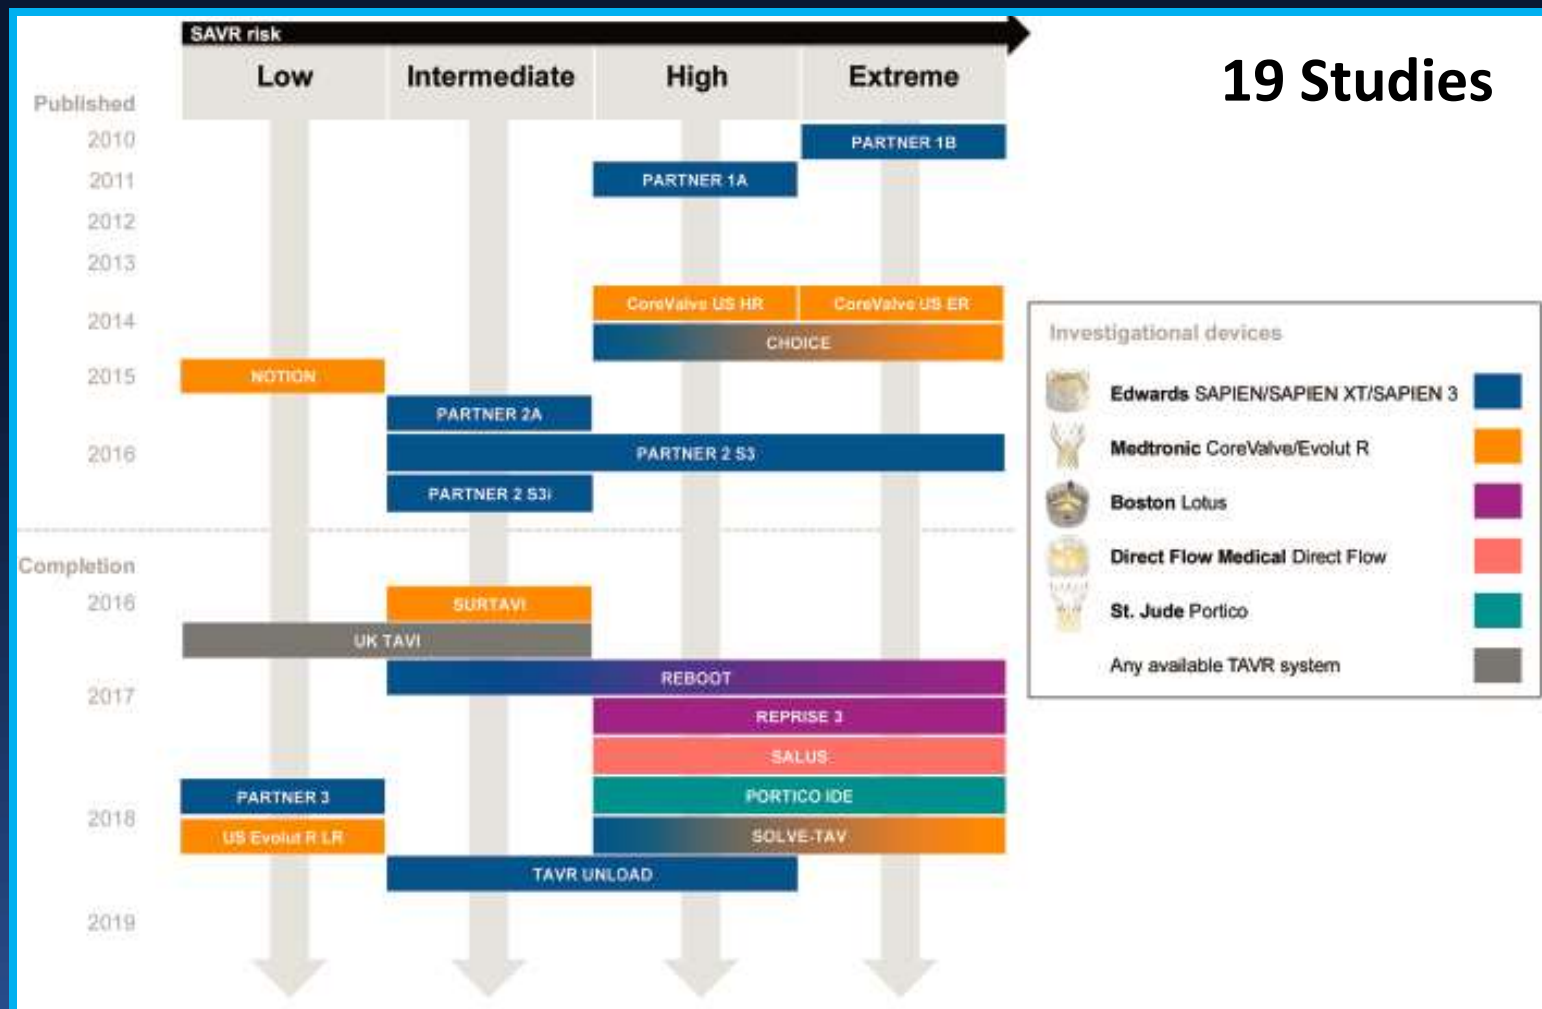 SAVR risk
Low Intermediate High Extreme
19 Studies
Published
2010
PARTNER 1B
2011
PARTNER 1A
2012
2013
CoreValve US HR CoreValve US ER
2014
CHOICE
2015
NOTION
PARTNER 2A
2016
PARTNER 2 S3
PARTNER 2 S3i
Completion
2016
SURTAVI
UK TAVI
REBOOT
2017
REPRISE 3
SALUS
PARTNER 3
PORTICO IDE
2018
US Evolut R LR
SOLVE-TAV
TAVR UNLOAD
2019
Investigational devices
Edwards SAPIEN/SAPIEN XT/SAPIEN 3
Medtronic CoreValve/Evolut R
Boston Lotus
Direct Flow Medical Direct Flow
St. Jude Portico
Any available TAVR system